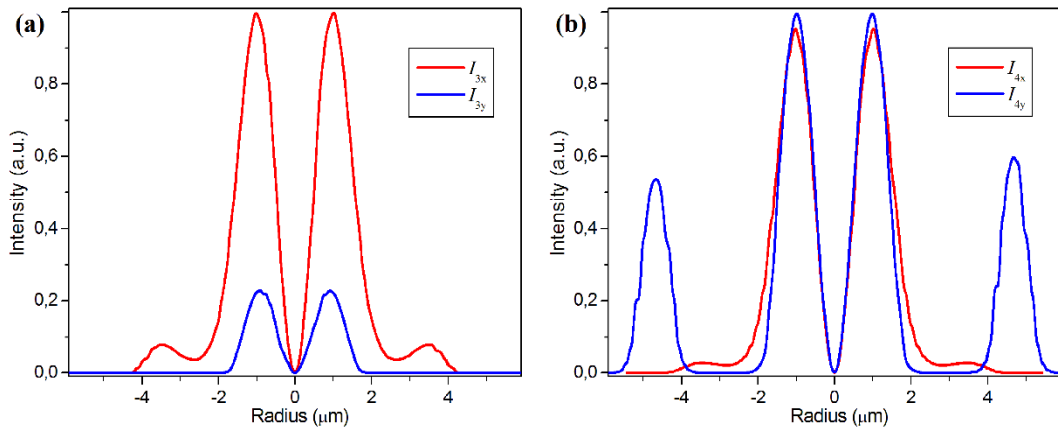 (a)
Intensity (a.u.)
0,8
0,6
0,4
0,2
0,0
-4
-2
0
2
4
Radius (μm)
I3x
I3y
(b)
Intensity (a.u.)
0,8
0,6
0,4
0,2
0,0
-4
-2
0
2
4
Radius (μm)
I4x
I4y